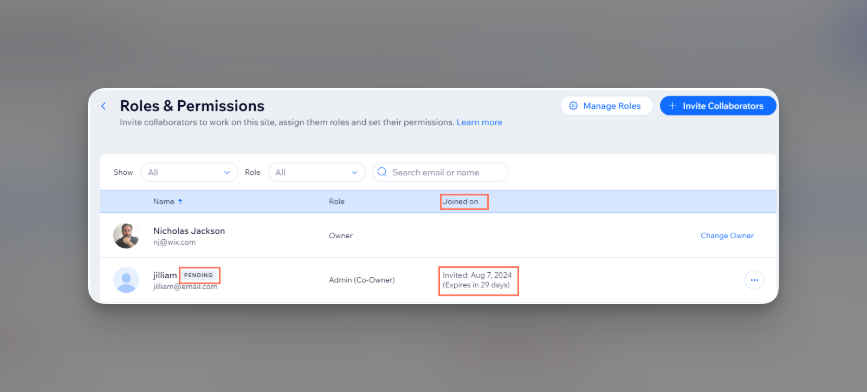 Roles & Permissions
Manage Roles
+ Invite Collaborators
Invite collaborators to work on this site, assign them roles and set their permissions. Learn more
Show All Role All Search email or name
Name ↑ Role Joined on
Nicholas Jackson
nj@wix.com
Owner
Change Owner
jilliam PENDING
jilliam@email.com
Admin (Co-Owner)
Invited: Aug 7, 2024
(Expires in 29 days)